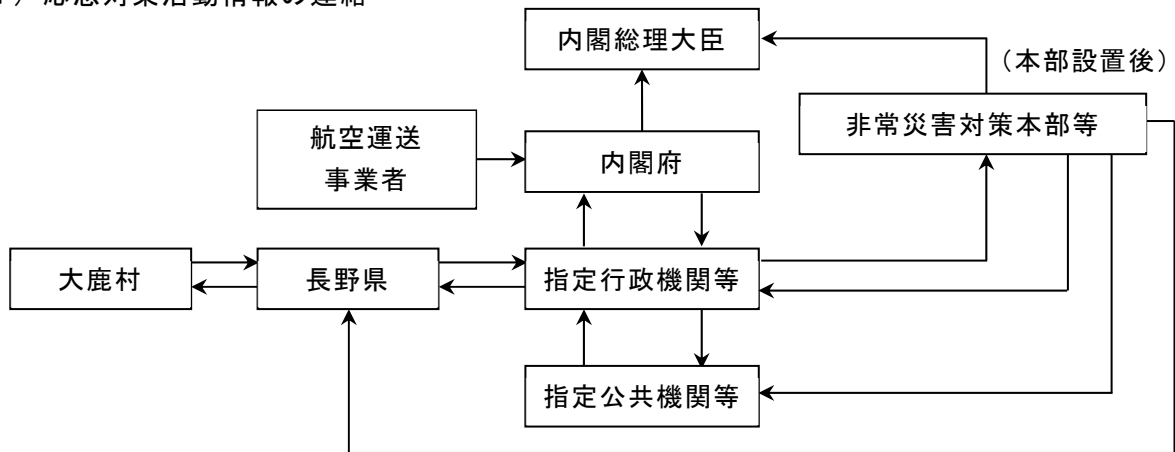 応急対策活動情報の連絡
内閣総理大臣
（本部設置後）
非常災害対策本部等
航空運送
事業者
内閣府
大鹿村
長野県
指定行政機関等
指定公共機関等